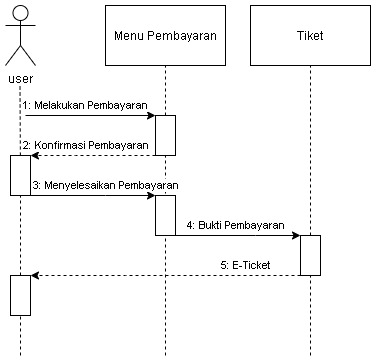 Menu Pembayaran
Tiket
user
1: Melakukan Pembayaran
2: Konfirmasi Pembayaran
3: Menyelesaikan Pembayaran
4: Bukti Pembayaran
5: E-Ticket